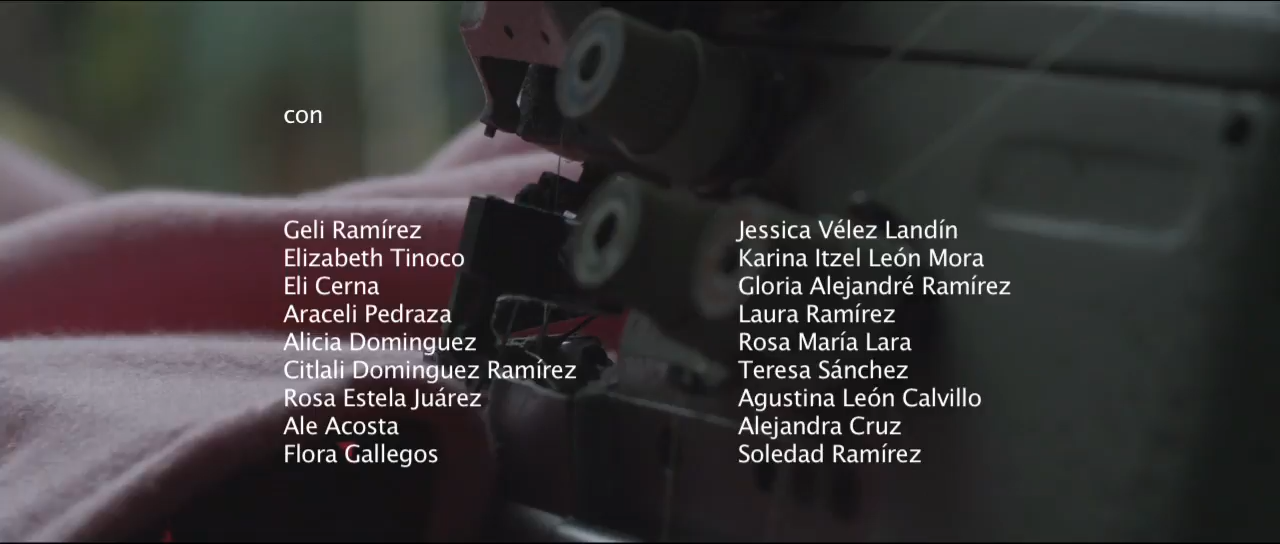 con
Geli Ramírez
Elizabeth Tinoco
Eli Cerna
Araceli Pedraza
Alicia Dominguez
Citlali Dominguez Ramírez
Rosa Estela Juárez
Ale Acosta
Flora Gallegos
Jessica Vélez Landín
Karina Itzel León Mora
Gloria Alejandré Ramírez
Laura Ramírez
Rosa María Lara
Teresa Sánchez
Agustina León Calvillo
Alejandra Cruz
Soledad Ramírez